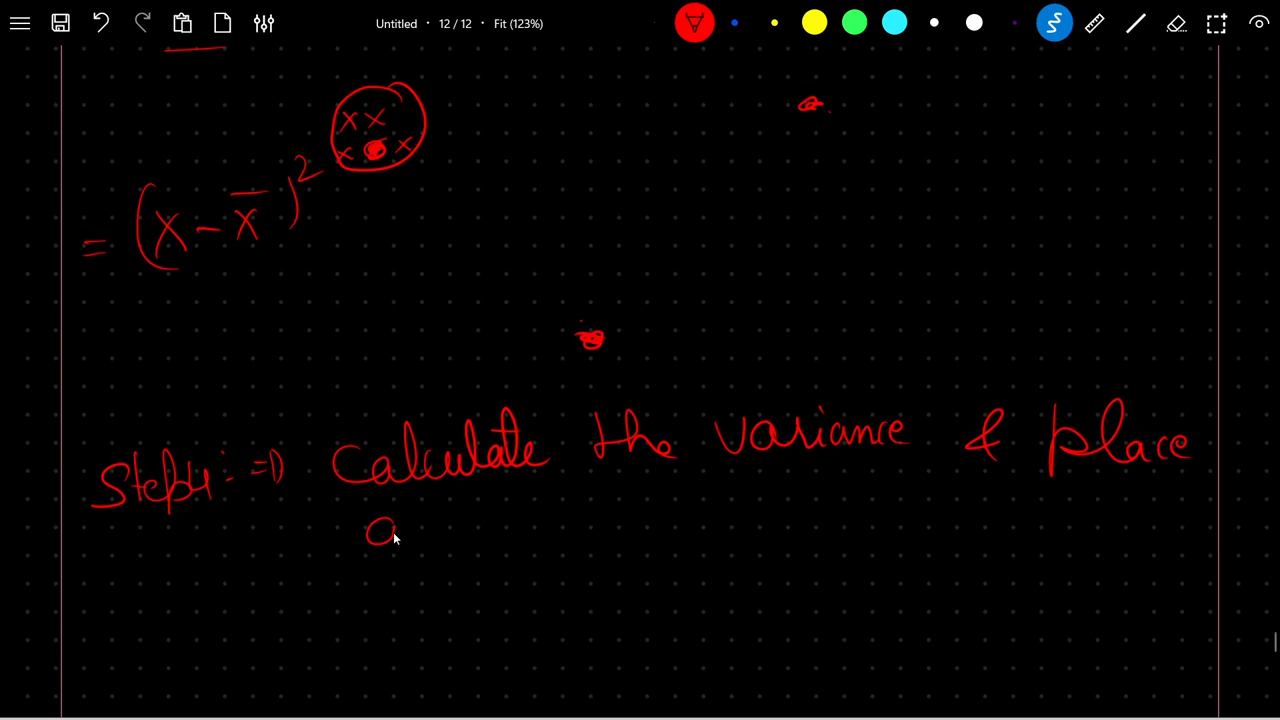 Untitled • 12 / 12 • Fit (123%)
x x
x x
= (x - x̄)²
Step4: => Calculate the variance & place
a